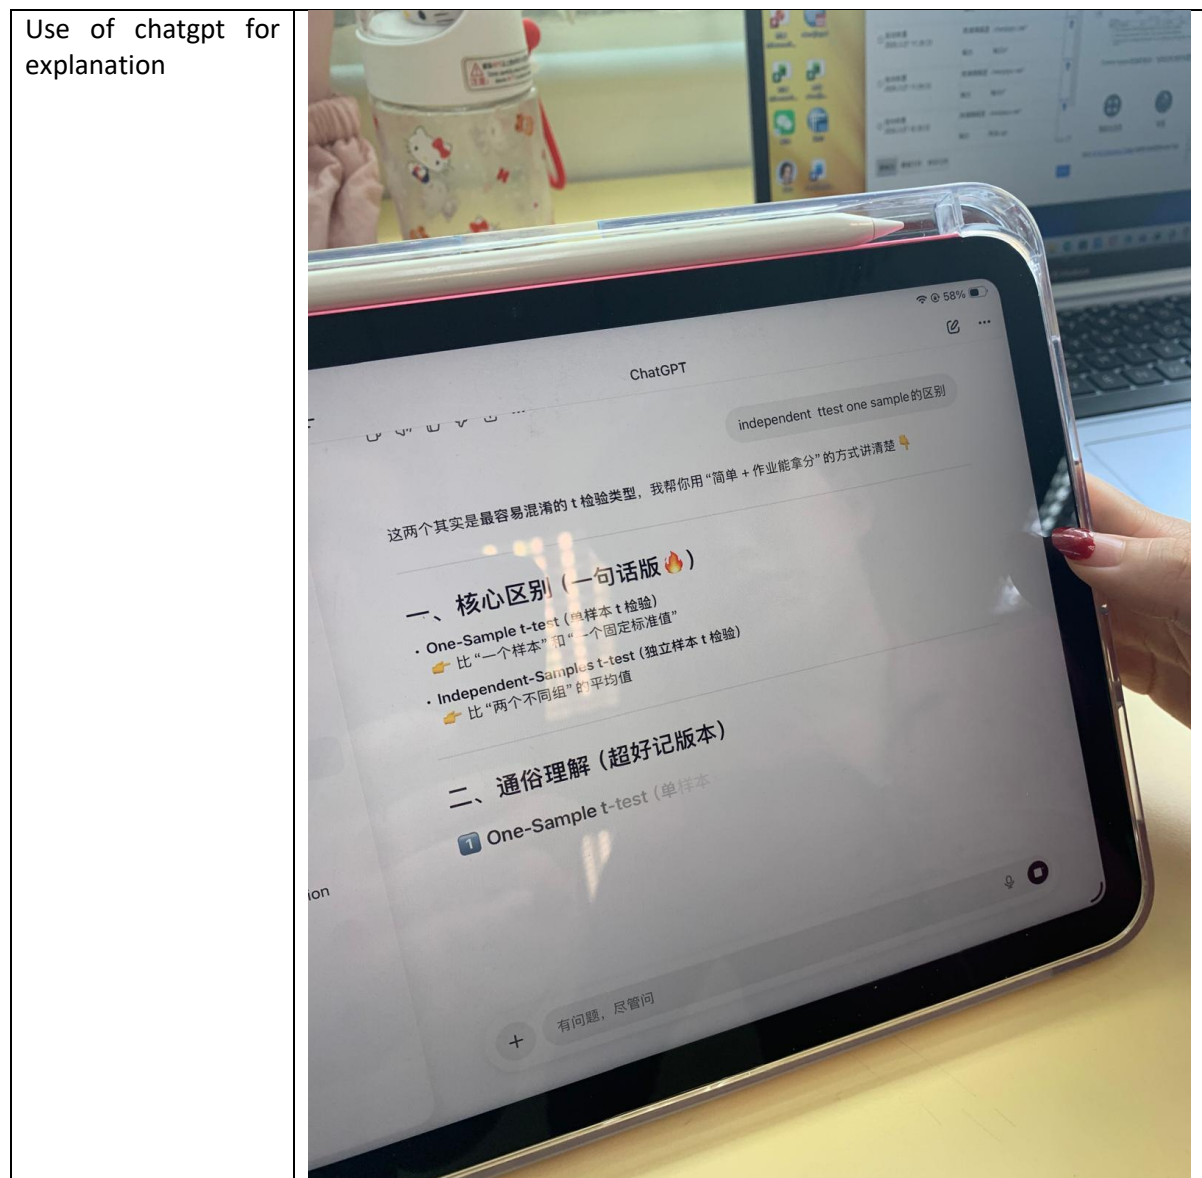 Use of chatgpt for
explanation
58%
ChatGPT
independent ttest one sample的区别
这两个其实是最容易混淆的 t 检验类型，我帮你用 “简单 + 作业能拿分” 的方式讲清楚👇
一、核心区别（一句话版🔥）
· One-Sample t-test（单样本 t 检验）
👉 比 “一个样本” 和 “一个固定标准值”
· Independent-Samples t-test（独立样本 t 检验）
👉 比 “两个不同组” 的平均值
二、通俗理解（超好记版本）
1️⃣ One-Sample t-test（单样本
ion
有问题，尽管问